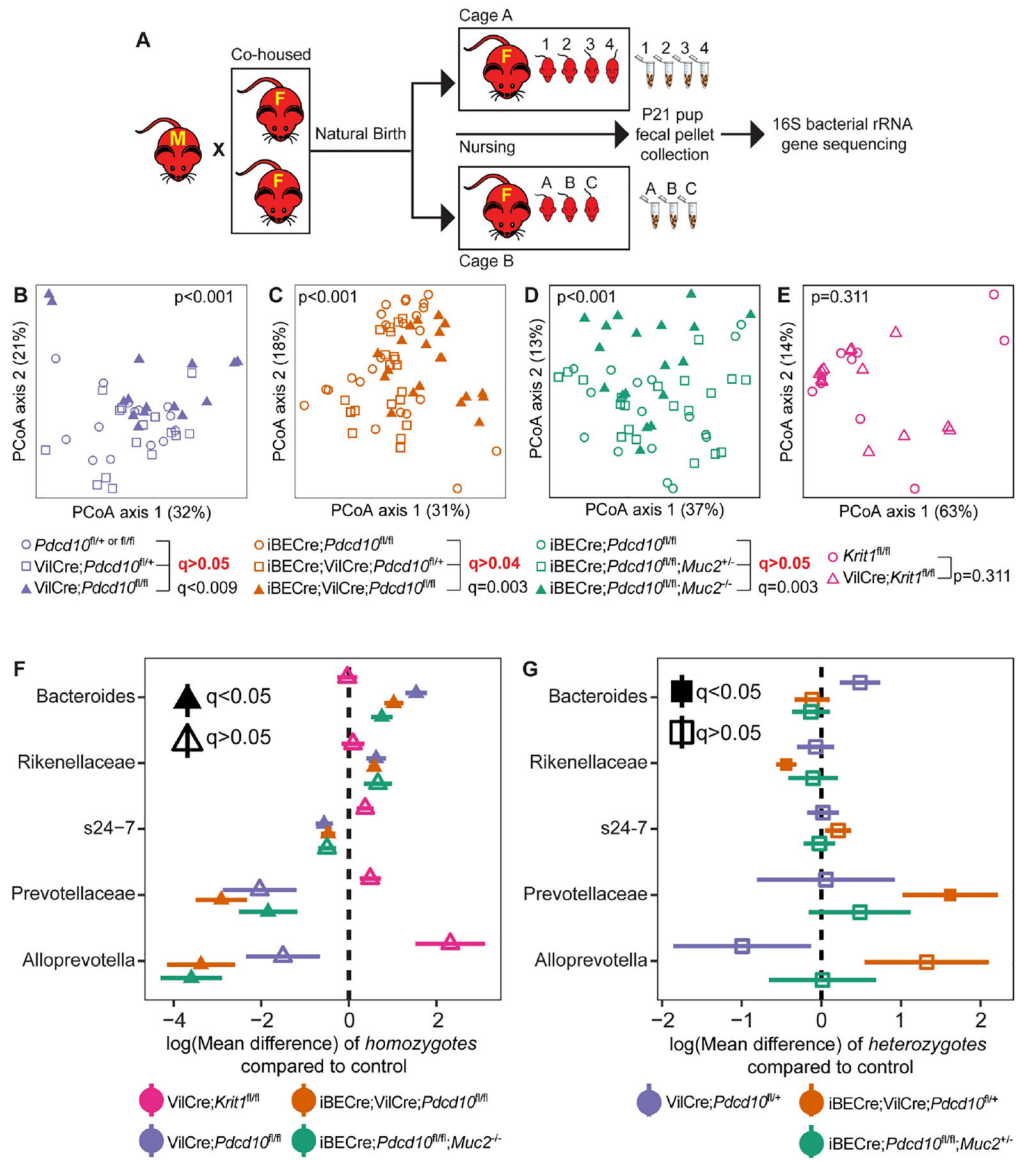 A
Co-housed
M
X
F
F
Natural Birth
Cage A
F
1 2 3 4
1 2 3 4
Nursing
P21 pup
fecal pellet
collection
16S bacterial rRNA
gene sequencing
F
A B C
A B C
Cage B
B
p<0.001
PCoA axis 2 (21%)
PCoA axis 1 (32%)
Pdcd10fl/+ or fl/fl
VilCre;Pdcd10fl/+
VilCre;Pdcd10fl/fl
q>0.05
q<0.009
C
p<0.001
PCoA axis 2 (18%)
PCoA axis 1 (31%)
iBECre;Pdcd10fl/fl
iBECre;VilCre;Pdcd10fl/+
iBECre;VilCre;Pdcd10fl/fl
q>0.04
q=0.003
D
p<0.001
PCoA axis 2 (13%)
PCoA axis 1 (37%)
iBECre;Pdcd10fl/fl
iBECre;Pdcd10fl/fl;Muc2+/-
iBECre;Pdcd10fl/fl;Muc2-/-
q>0.05
q=0.003
E
p=0.311
PCoA axis 2 (14%)
PCoA axis 1 (63%)
Krit1fl/fl
VilCre;Krit1fl/fl
p=0.311
F
q<0.05
q>0.05
Bacteroides
Rikenellaceae
s24−7
Prevotellaceae
Alloprevotella
−4 −2 0 2
log(Mean difference) of homozygotes
compared to control
VilCre;Krit1fl/fl
iBECre;VilCre;Pdcd10fl/fl
VilCre;Pdcd10fl/fl
iBECre;Pdcd10fl/fl;Muc2-/-
G
q<0.05
q>0.05
Bacteroides
Rikenellaceae
s24−7
Prevotellaceae
Alloprevotella
−2 −1 0 1 2
log(Mean difference) of heterozygotes
compared to control
VilCre;Pdcd10fl/+
iBECre;VilCre;Pdcd10fl/+
iBECre;Pdcd10fl/fl;Muc2+/-